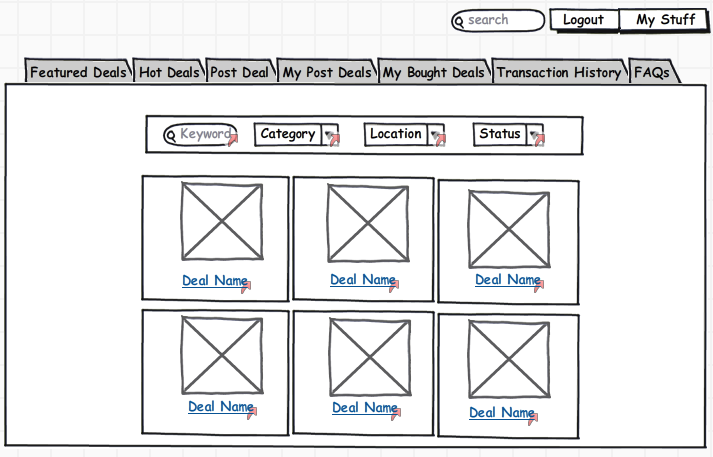 search Logout My Stuff
Featured Deals Hot Deals Post Deal My Post Deals My Bought Deals Transaction History FAQs
Keyword Category Location Status
Deal Name Deal Name Deal Name
Deal Name Deal Name Deal Name